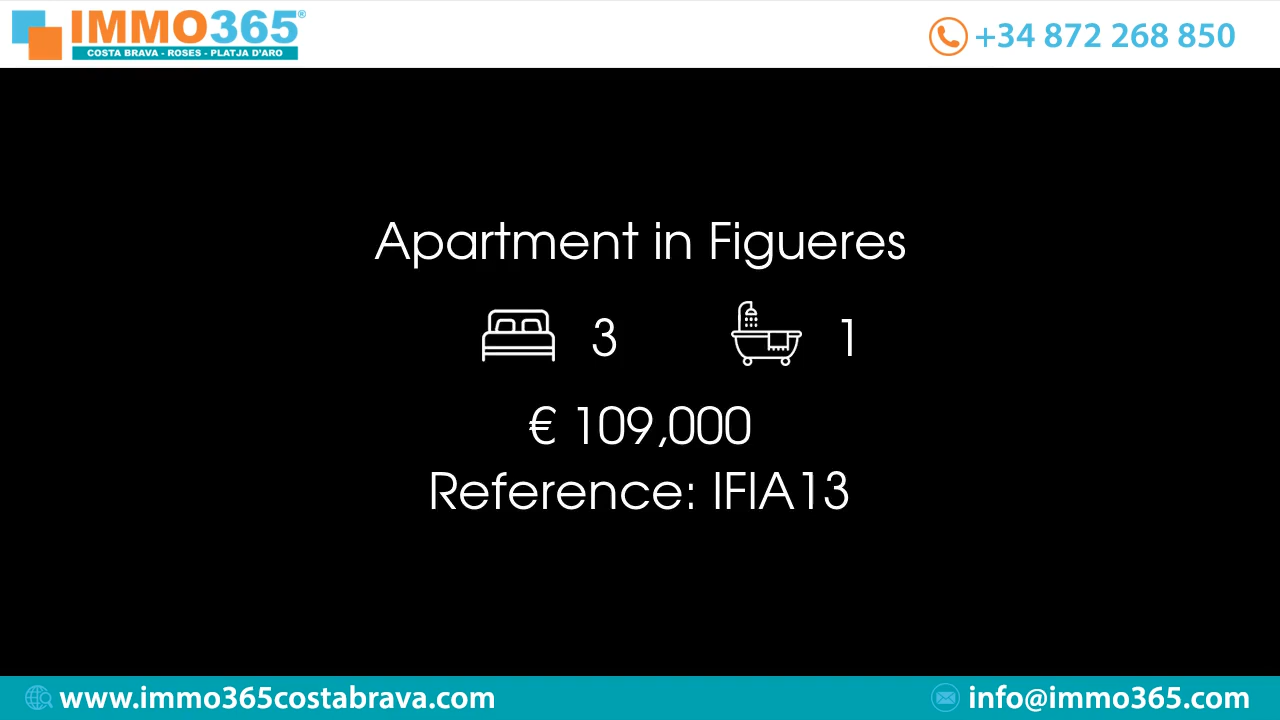 IMMO365®
COSTA BRAVA - ROSES - PLATJA D'ARO
+34 872 268 850
Apartment in Figueres
3 1
€ 109,000
Reference: IFIA13
www.immo365costabrava.com
info@immo365.com